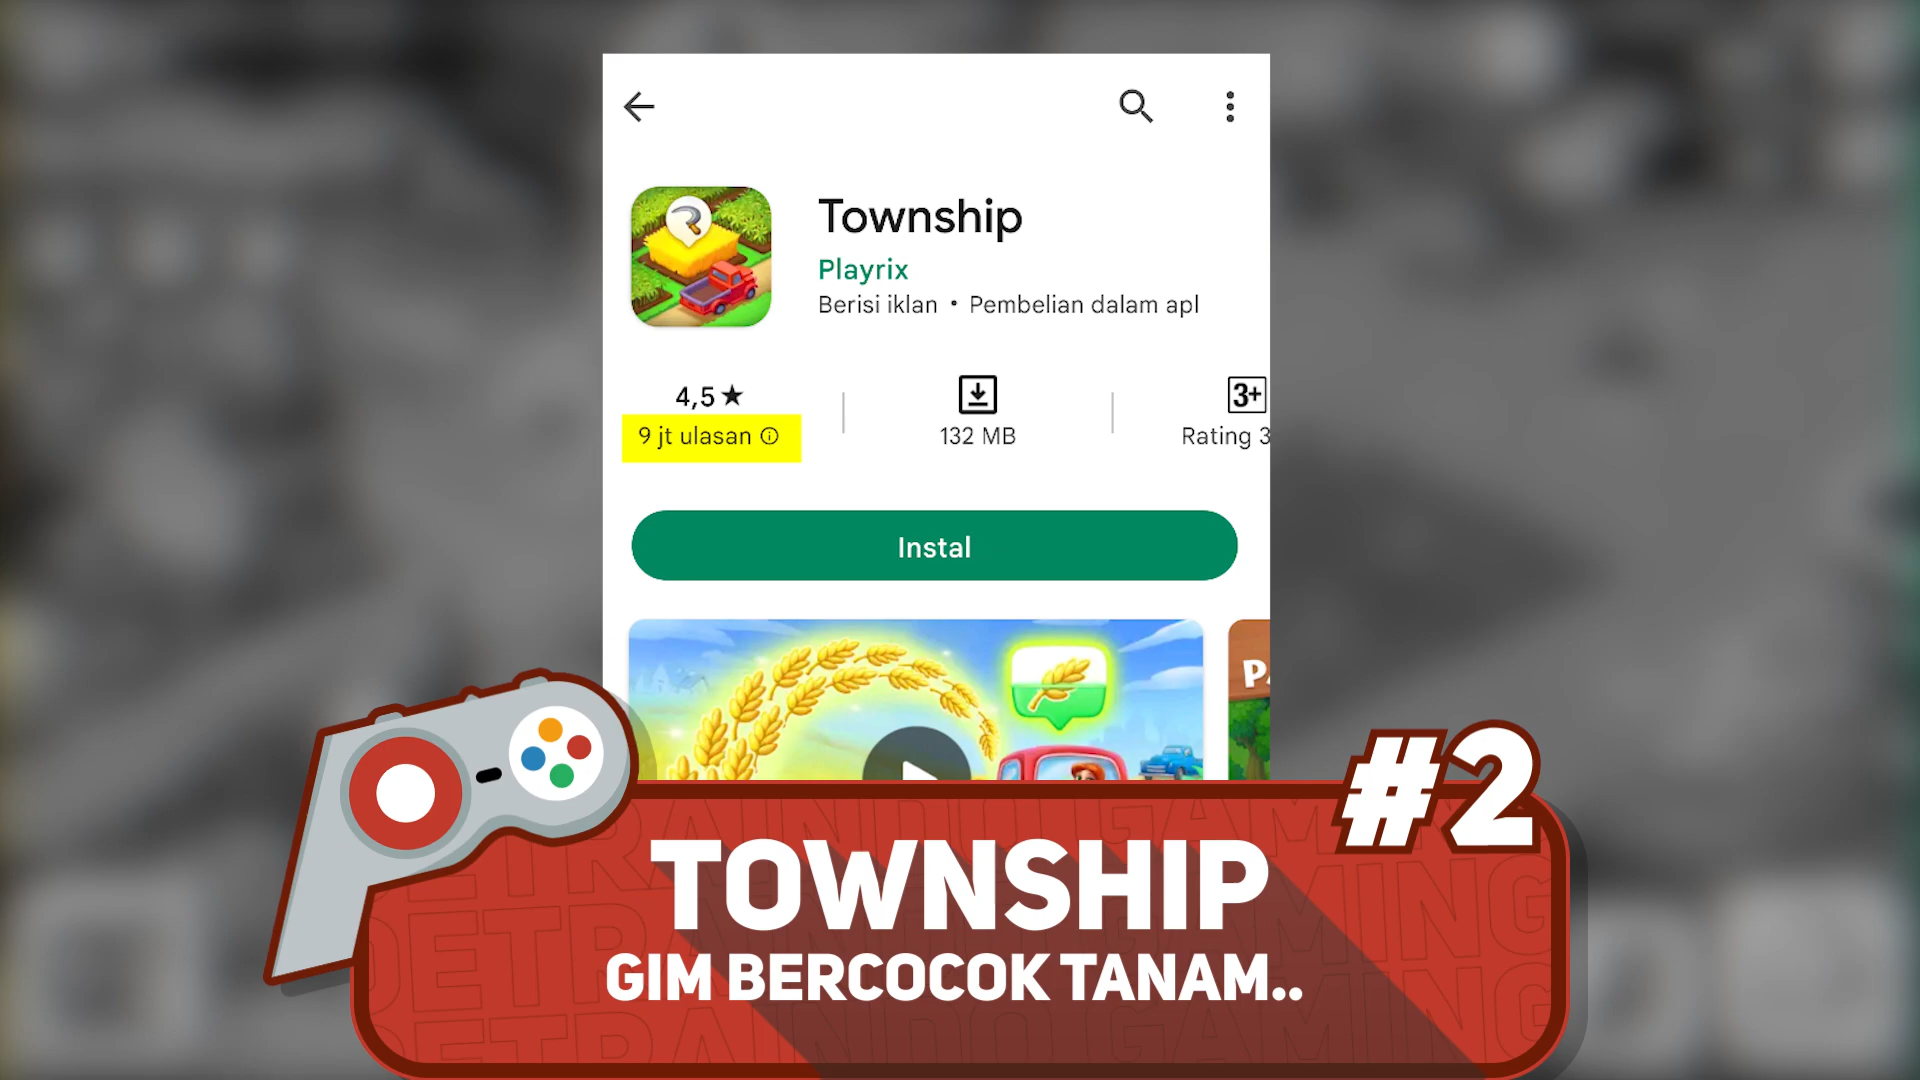 Township
Playrix
Berisi iklan • Pembelian dalam apl
4,5★
9 jt ulasan
132 MB
3+
Rating 3
Instal
#2
TOWNSHIP
GIM BERCOCOK TANAM..